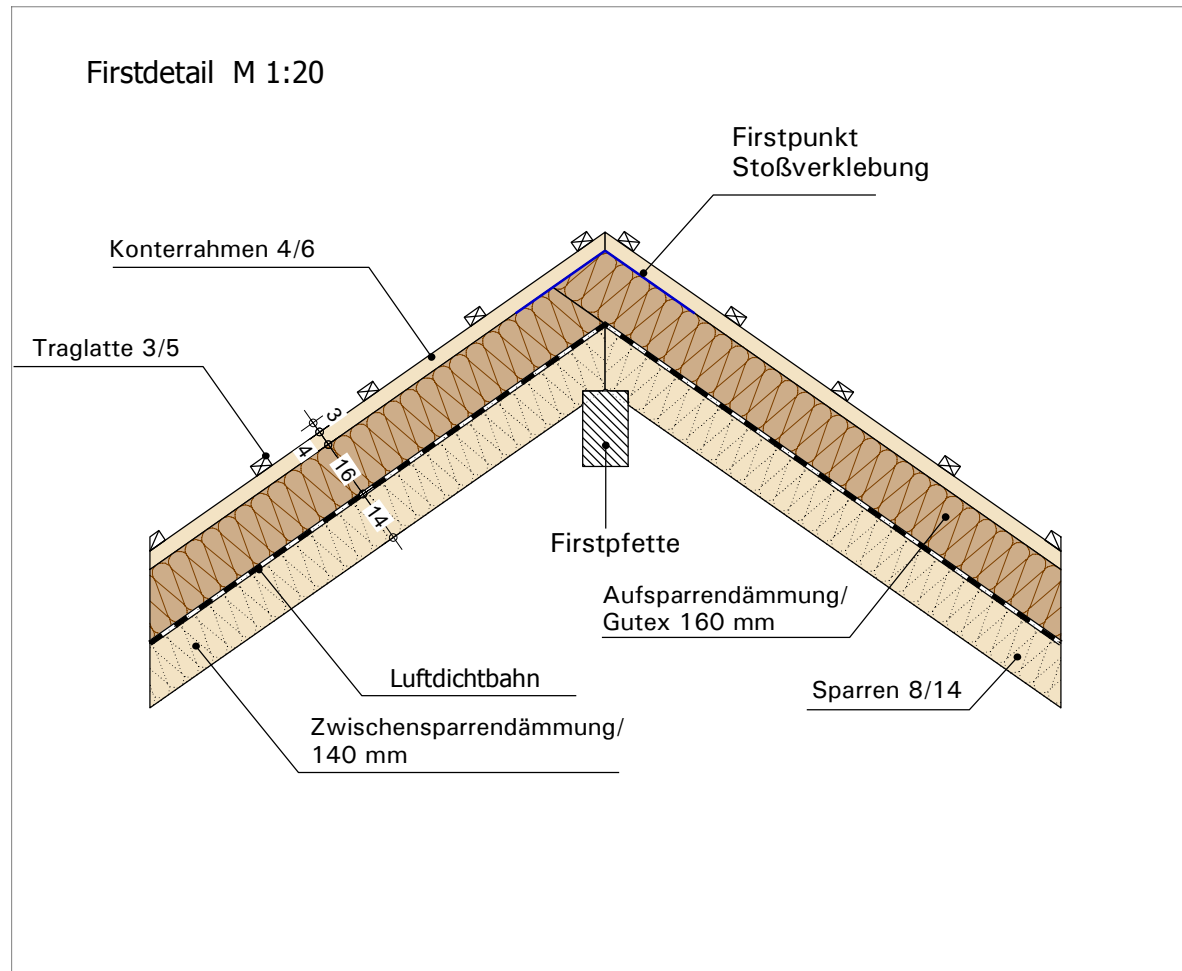 Firstdetail M 1:20
Firstpunkt
Stoßverklebung
Konterrahmen 4/6
Traglatte 3/5
3
4
16
14
Firstpfette
Aufsparrendämmung/
Gutex 160 mm
Luftdichtbahn
Sparren 8/14
Zwischensparrendämmung/
140 mm